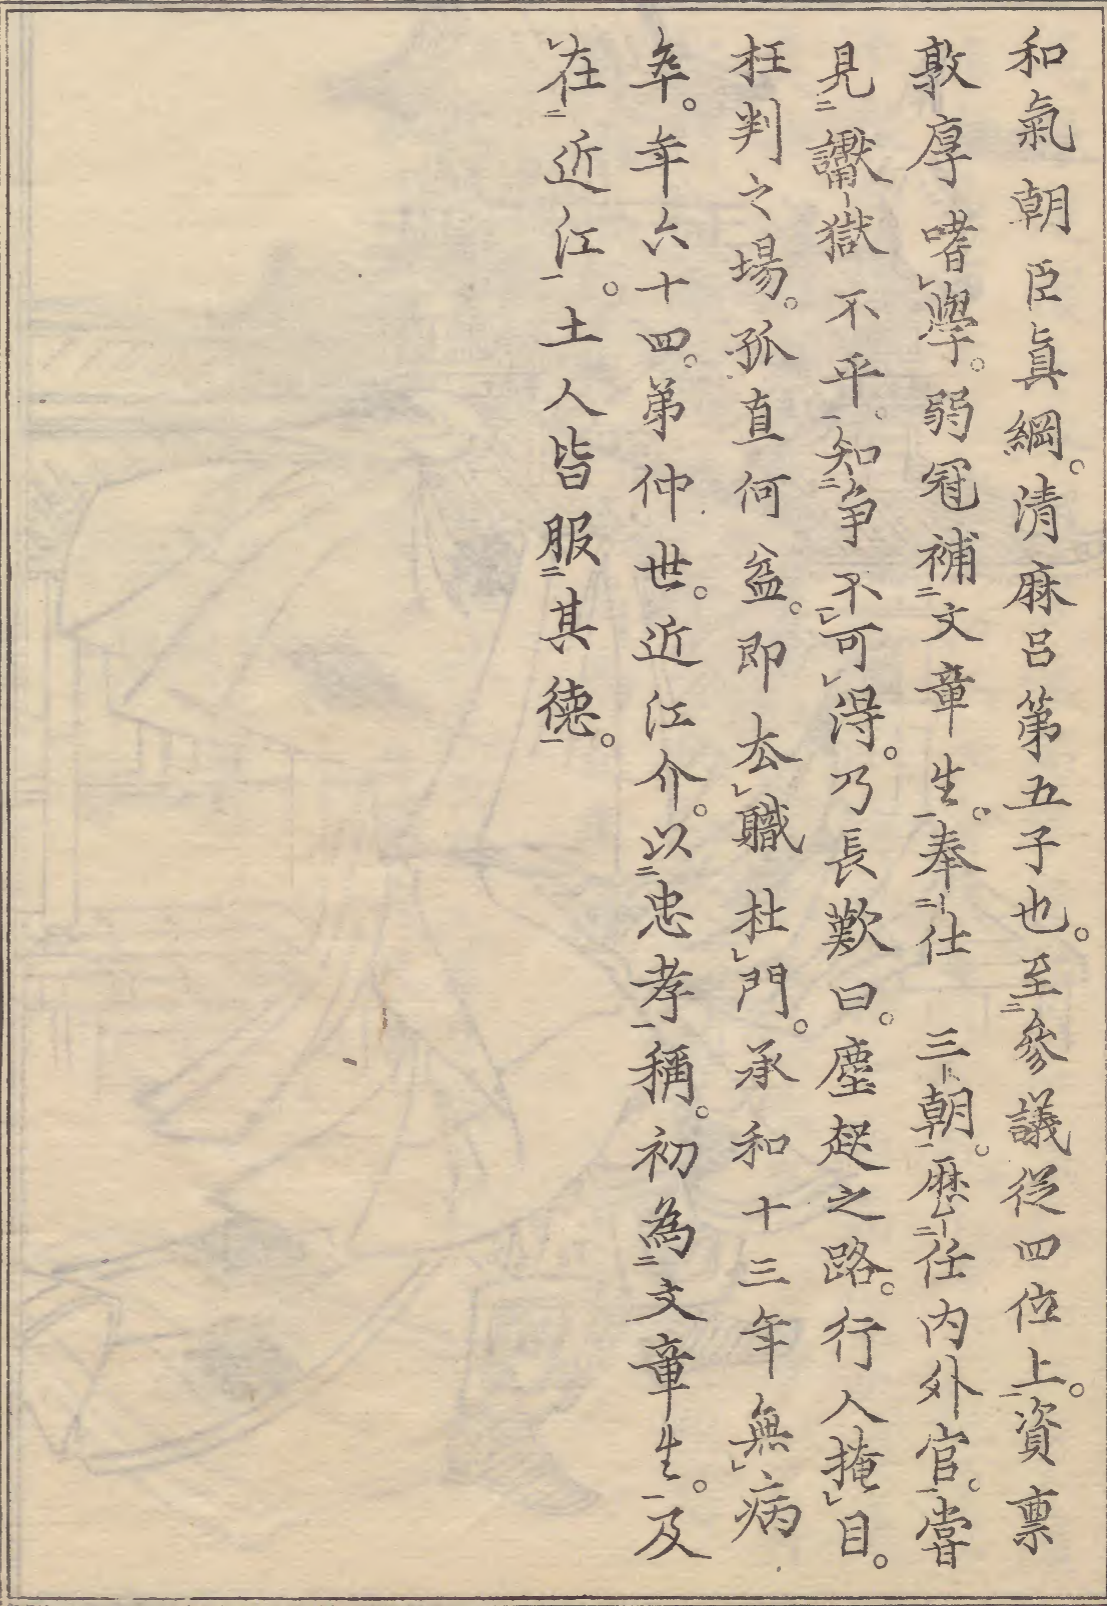 和氣朝臣眞綱。清麻呂第五子也。至參議從四位上。資禀
敦厚嗜學。弱冠補文章生。奉仕　三朝。歷任内外官。嘗
見讞獄不平。知爭不可得。乃長歎曰。塵起之路。行人掩目。
枉判之場。孤直何益。即去職杜門。承和十三年無病
卒。年六十四。弟仲世。近江介。以忠孝稱。初為文章生。及
在近江。土人皆服其德。